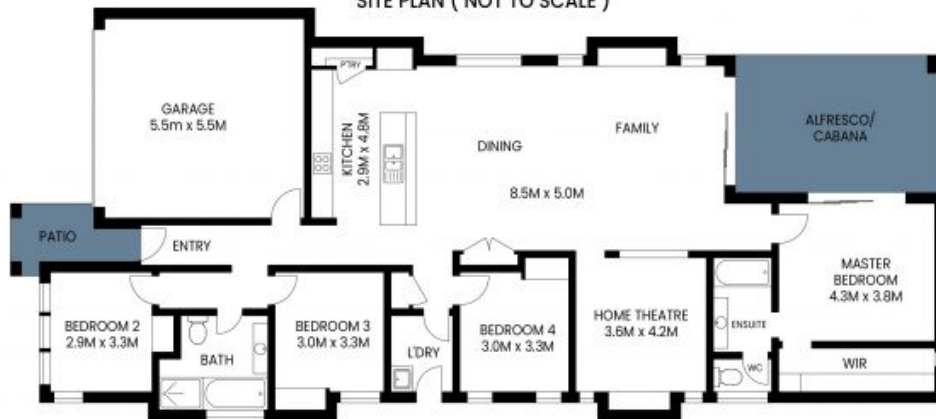 SITE PLAN ( NOT TO SCALE )
GARAGE
5.5m x 5.5M
P'TRY
KITCHEN
2.9M x 4.8M
DINING
FAMILY
8.5M x 5.0M
ALFRESCO/
CABANA
PATIO
ENTRY
BEDROOM 2
2.9M x 3.3M
BATH
BEDROOM 3
3.0M x 3.3M
L'DRY
BEDROOM 4
3.0M x 3.3M
HOME THEATRE
3.6M x 4.2M
ENSUITE
WC
MASTER
BEDROOM
4.3M x 3.8M
WIR